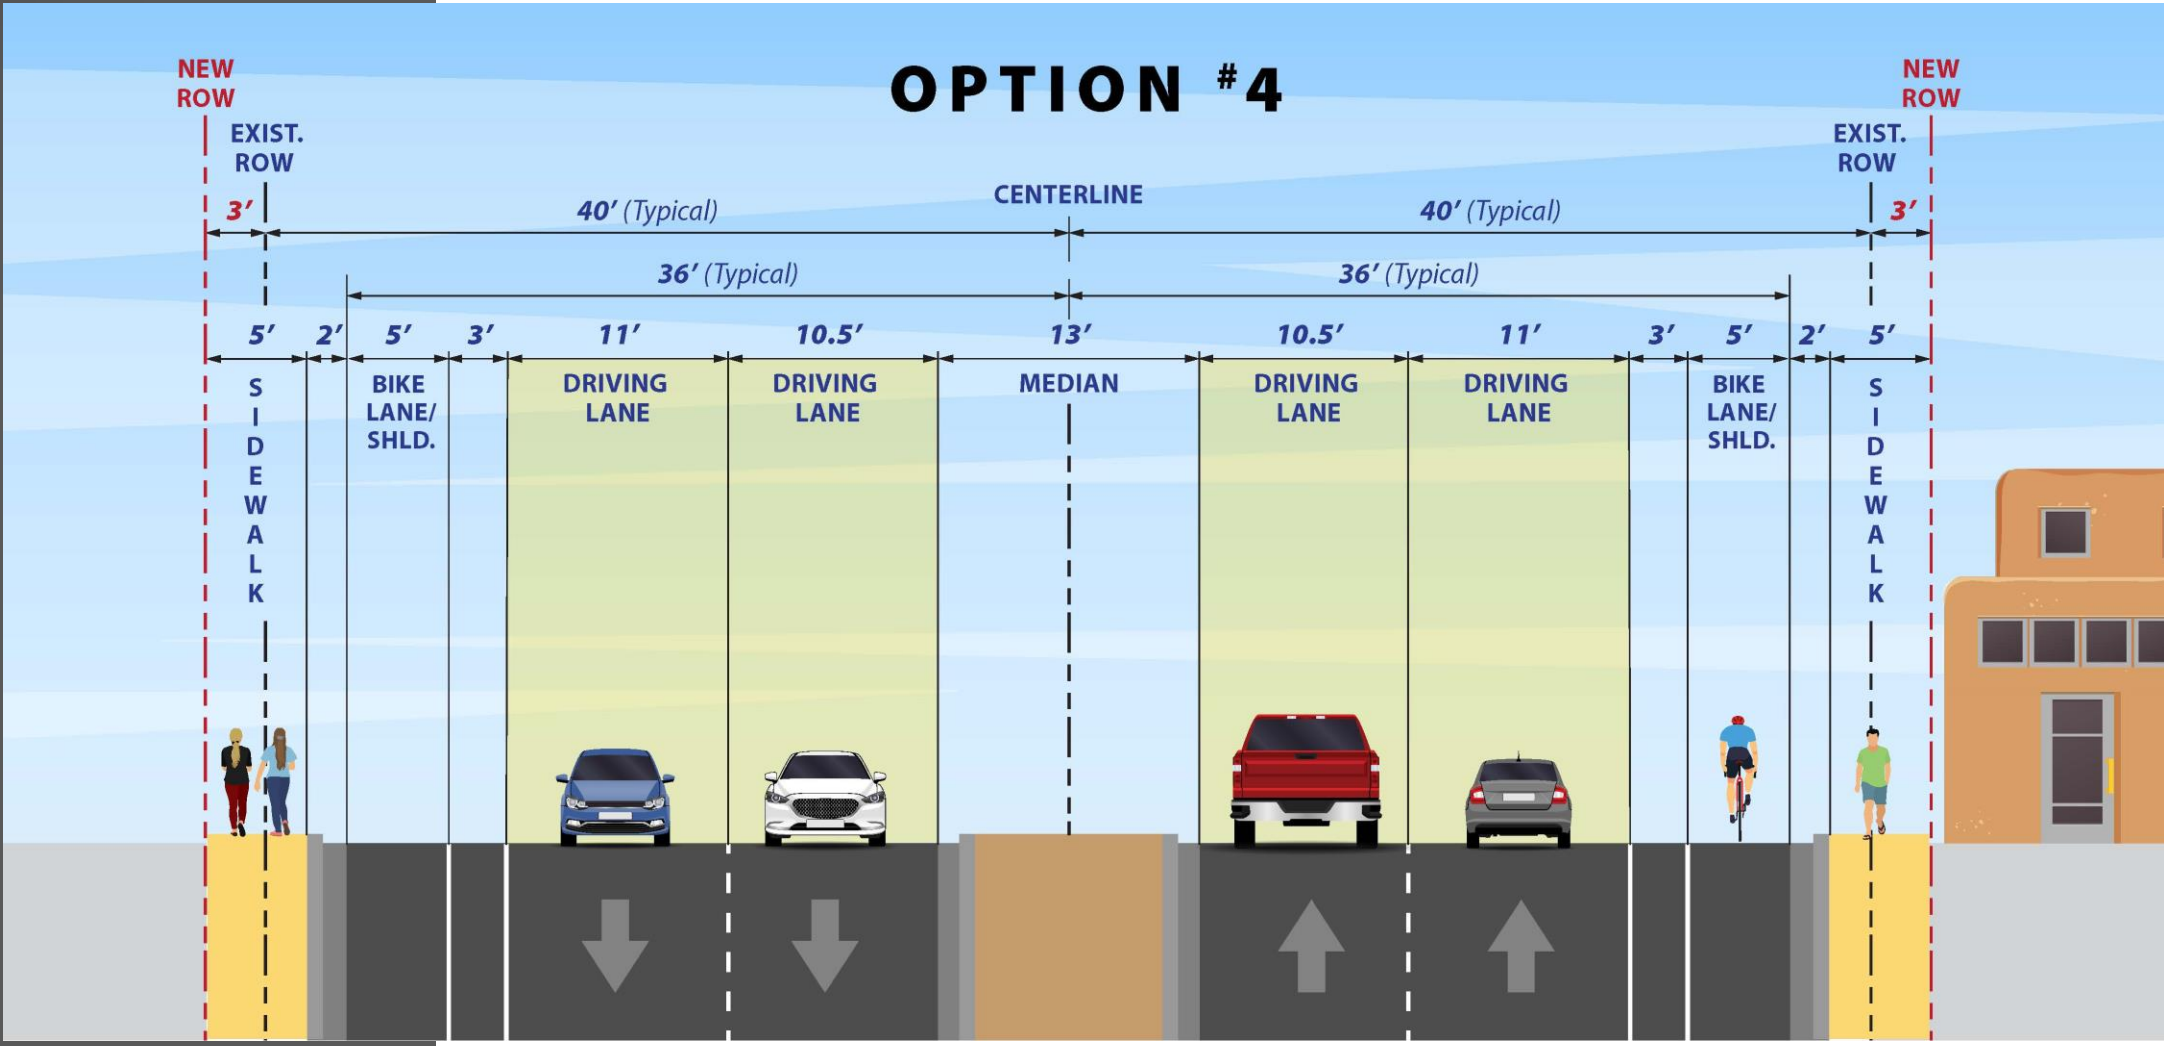 OPTION #4
NEW
ROW
NEW
ROW
EXIST.
ROW
EXIST.
ROW
CENTERLINE
3’
40’ (Typical)
40’ (Typical)
3’
36’ (Typical)
36’ (Typical)
5’ 2’ 5’ 3’ 11’ 10.5’ 13’ 10.5’ 11’ 3’ 5’ 2’ 5’
SIDEWALK
BIKE
LANE/
SHLD.
DRIVING
LANE
DRIVING
LANE
MEDIAN
DRIVING
LANE
DRIVING
LANE
BIKE
LANE/
SHLD.
SIDEWALK